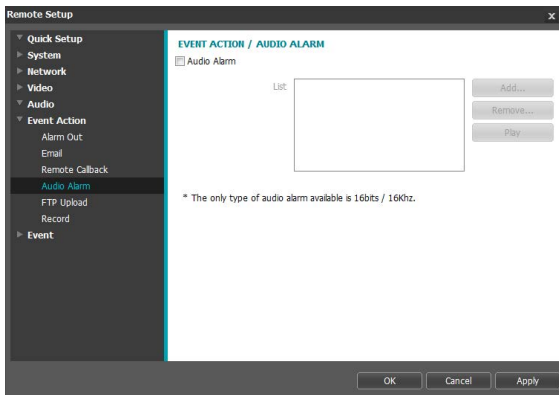 Remote Setup
x
Quick Setup
System
Network
Video
Audio
Event Action
Alarm Out
Email
Remote Callback
Audio Alarm
FTP Upload
Record
Event
EVENT ACTION / AUDIO ALARM
Audio Alarm
List
Add...
Remove...
Play
* The only type of audio alarm available is 16bits / 16Khz.
OK
Cancel
Apply